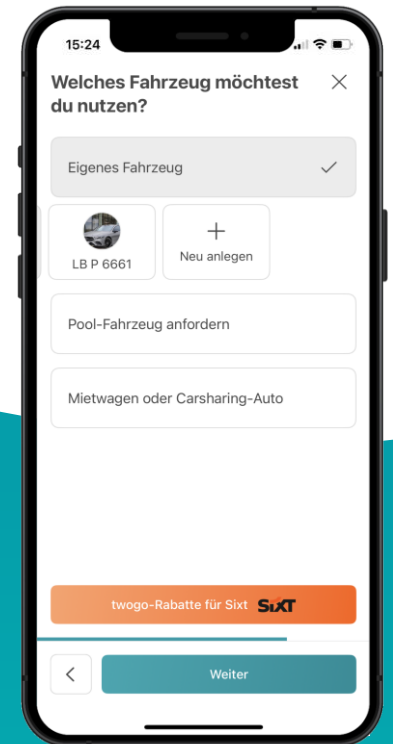 15:24
Welches Fahrzeug möchtest
du nutzen?
Eigenes Fahrzeug
LB P 6661
Neu anlegen
Pool-Fahrzeug anfordern
Mietwagen oder Carsharing-Auto
twogo-Rabatte für Sixt SIXT
Weiter